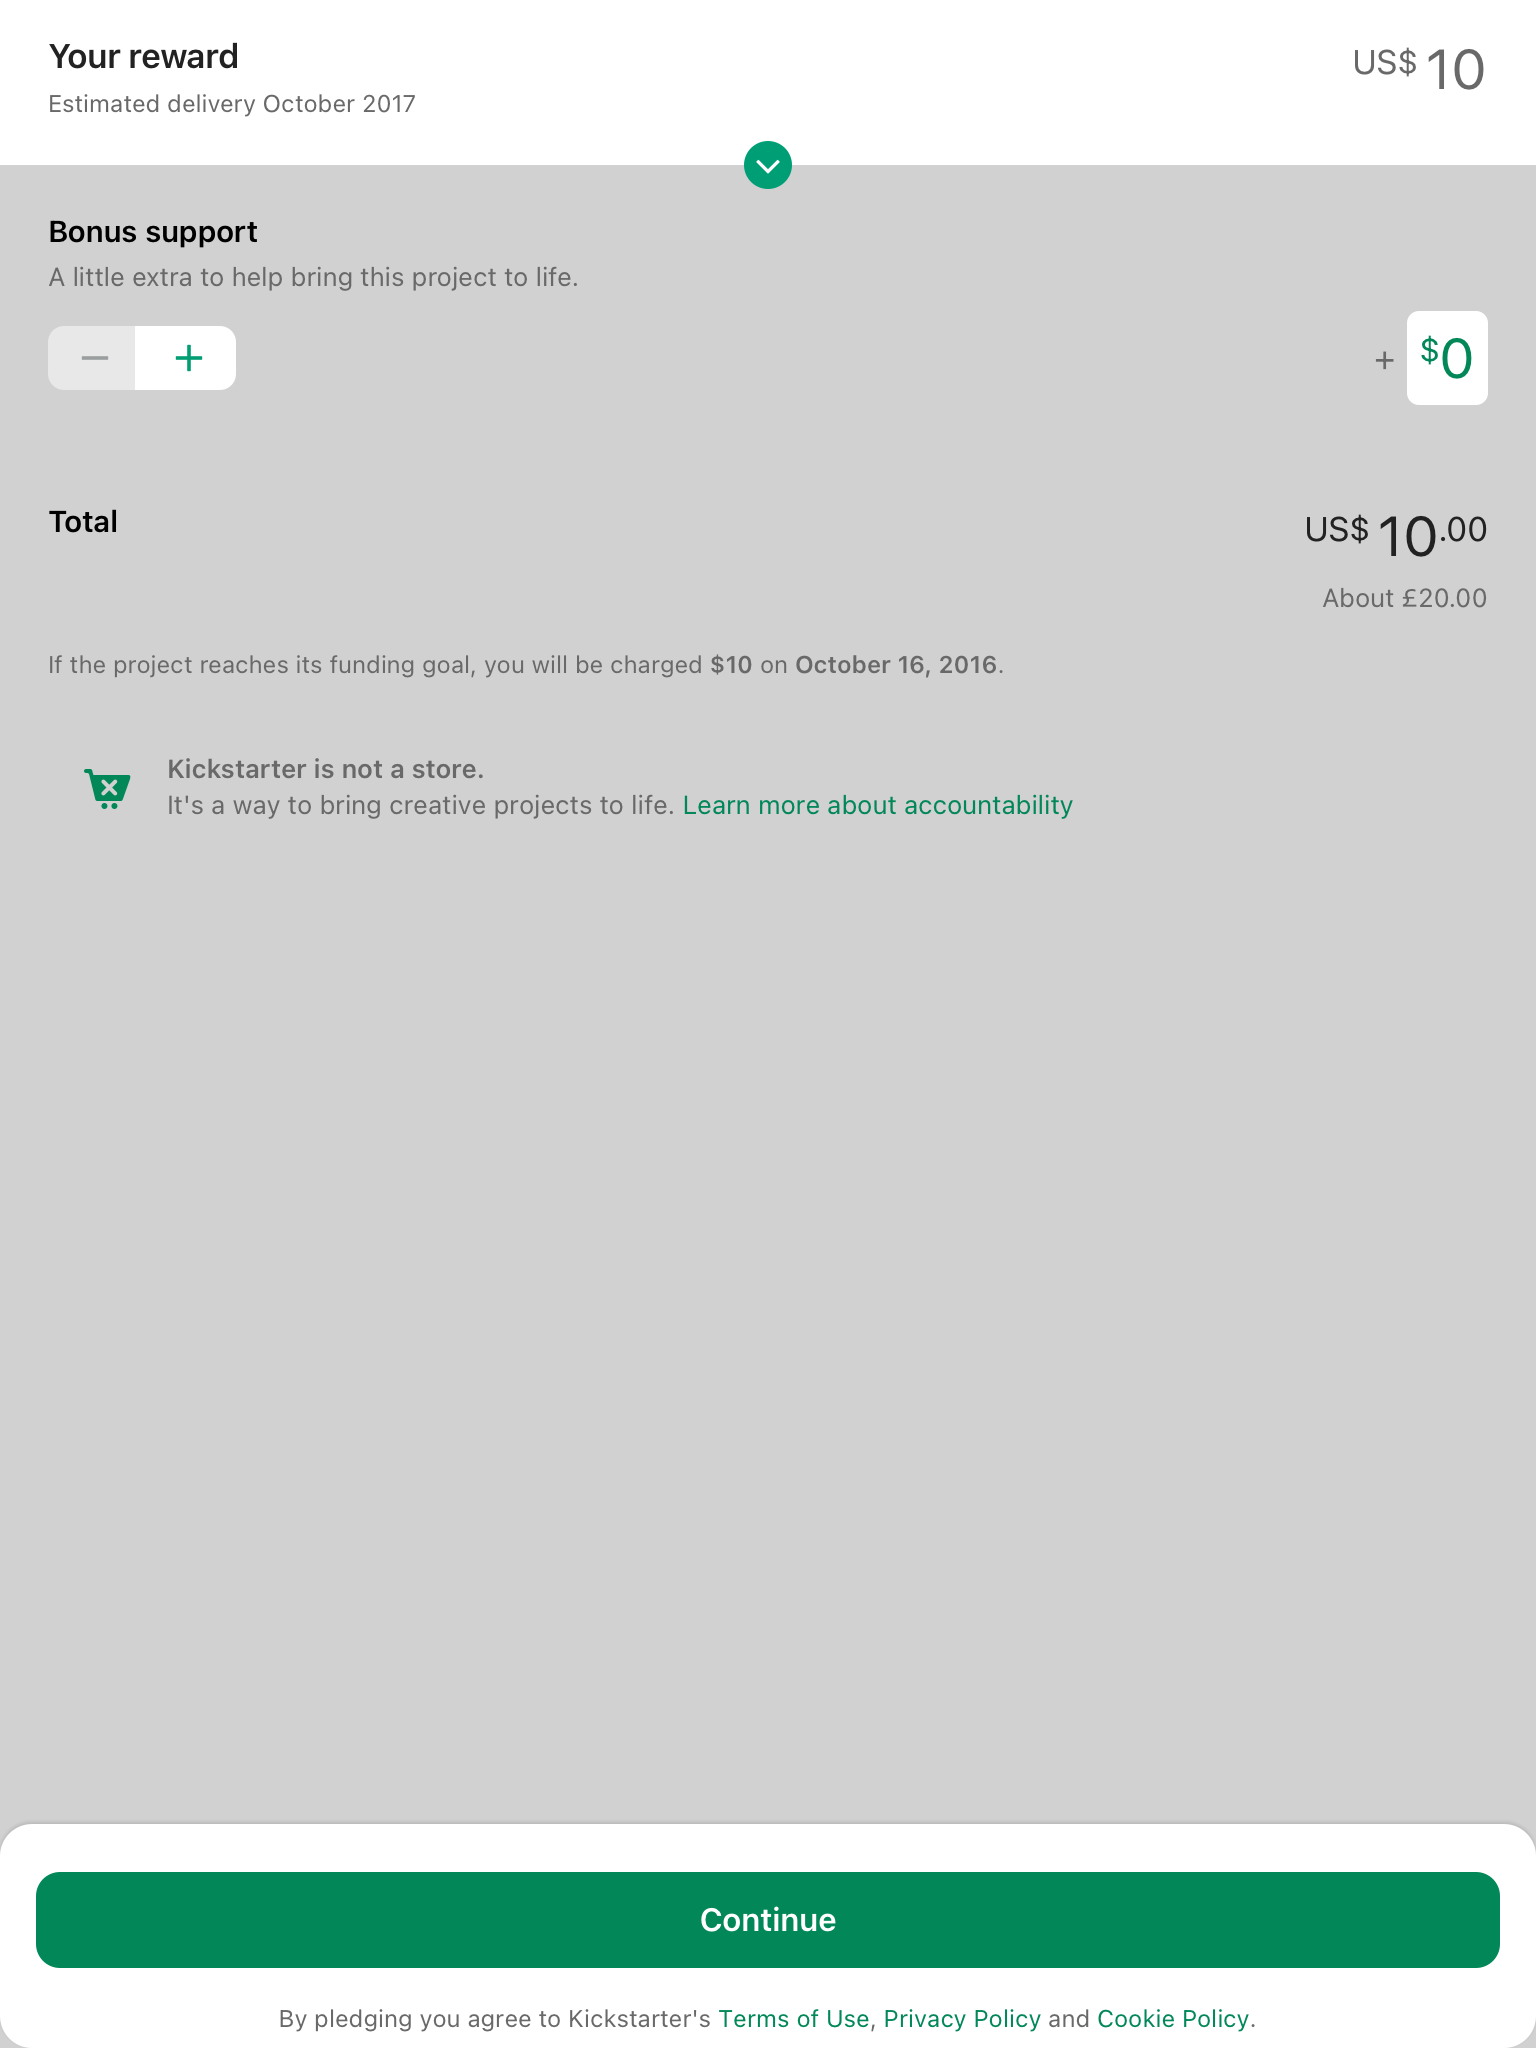 Your reward
US$ 10
Estimated delivery October 2017
Bonus support
A little extra to help bring this project to life.
+ $0
Total
US$ 10.00
About £20.00
If the project reaches its funding goal, you will be charged $10 on October 16, 2016.
Kickstarter is not a store.
It's a way to bring creative projects to life. Learn more about accountability
Continue
By pledging you agree to Kickstarter's Terms of Use, Privacy Policy and Cookie Policy.